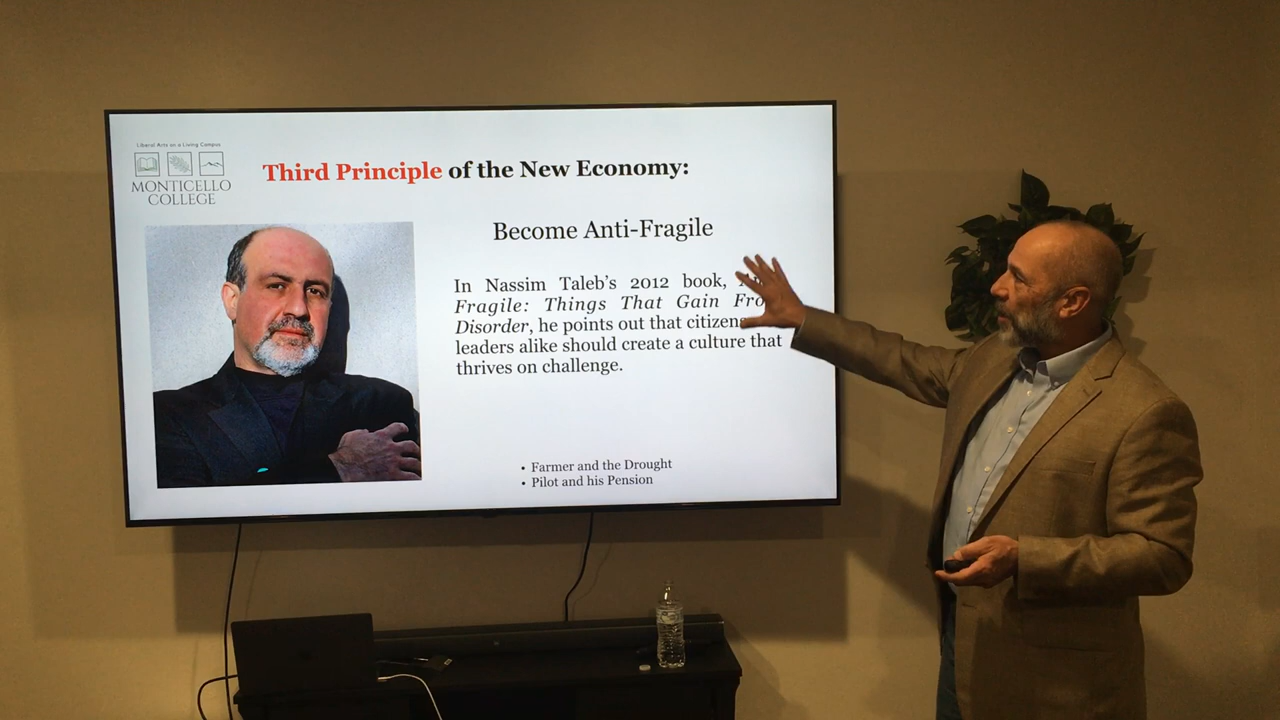 Liberal Arts on a Living Campus
MONTICELLO
COLLEGE
Third Principle of the New Economy:
Become Anti-Fragile
In Nassim Taleb's 2012 book,
Fragile: Things That Gain
Disorder, he points out that
leaders alike should create a culture that
thrives on challenge.
• Farmer and the Drought
• Pilot and his Pension